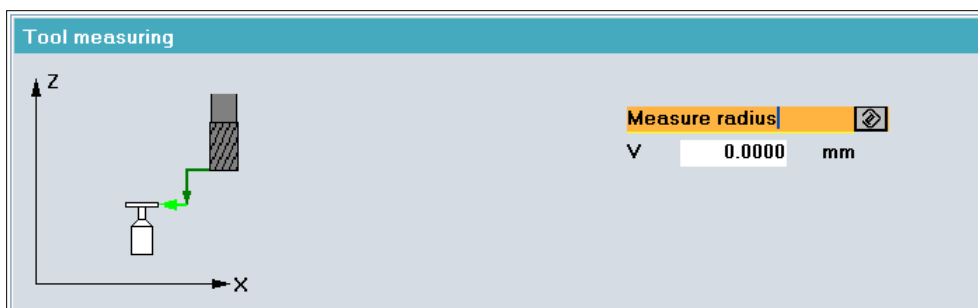 Tool measuring
Z
Measure radius
V 0.0000 mm
X